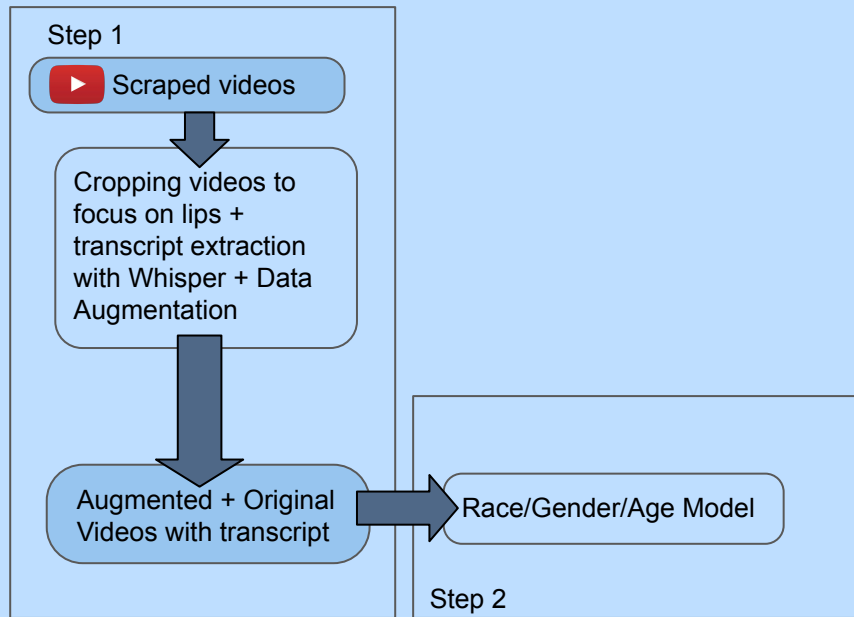 Step 1
Scraped videos
Cropping videos to
focus on lips +
transcript extraction
with Whisper + Data
Augmentation
Augmented + Original
Videos with transcript
Race/Gender/Age Model
Step 2